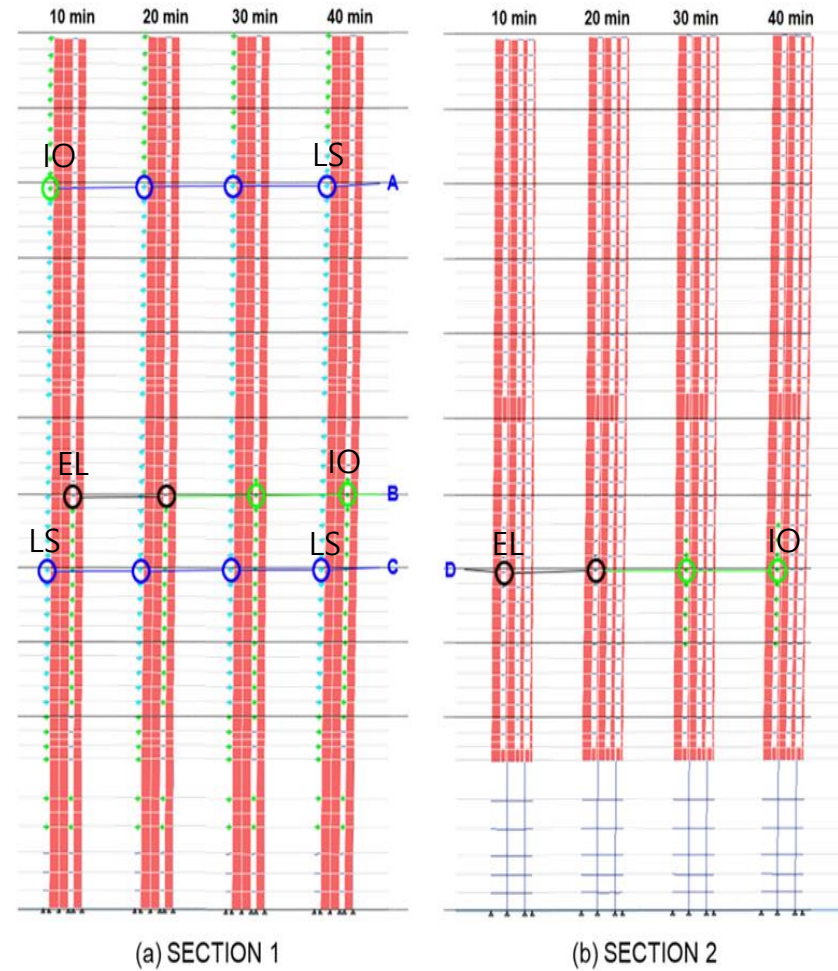 10 min 20 min 30 min 40 min 10 min 20 min 30 min 40 min
IO LS
A
EL IO
B
LS LS EL IO
C D
(a) SECTION 1 (b) SECTION 2